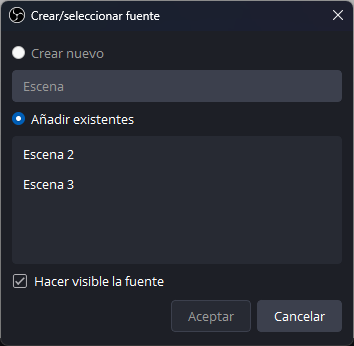 Crear/seleccionar fuente
Crear nuevo
Escena
Añadir existentes
Escena 2
Escena 3
Hacer visible la fuente
Aceptar
Cancelar